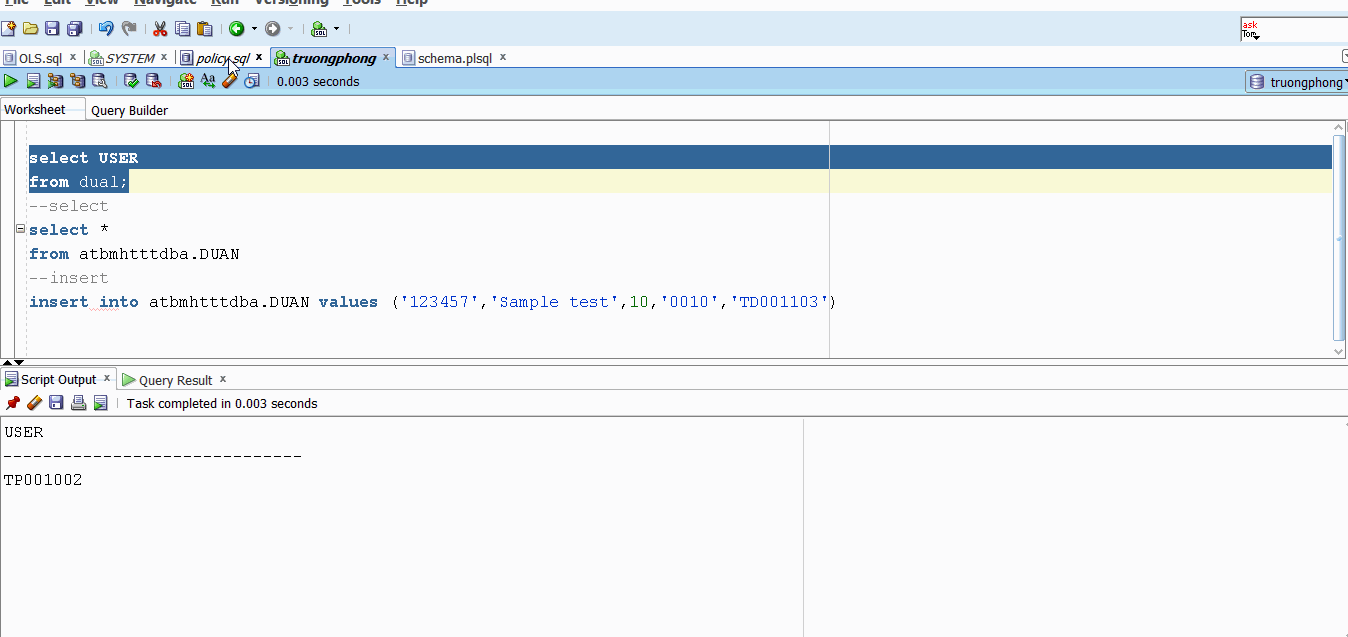 File Edit View Navigate Run Versioning Tools Help
SQL
ask
Tom
OLS.sql x SYSTEM x policy.sql x truongphong x schema.plsql x
0.003 seconds truongphong
Worksheet Query Builder
select USER
from dual;
--select
select *
from atbmhtttdba.DUAN
--insert
insert into atbmhtttdba.DUAN values ('123457','Sample test',10,'0010','TD001103')
Script Output x Query Result x
Task completed in 0.003 seconds
USER
------------------------------
TP001002